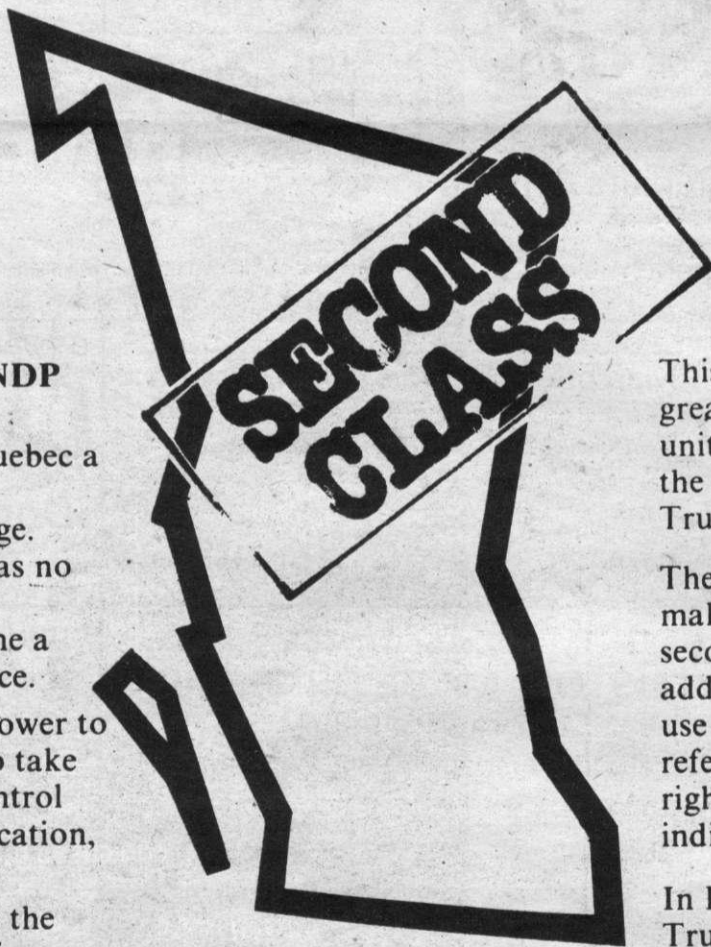 SECOND
CLASS
NDP
uebec a
ge.
as no
ne a
ce.
ower to
o take
ntrol
cation,
the
This
grea
unit
the
Tru
The
mal
seco
add
use
refe
righ
indi
In
Tru